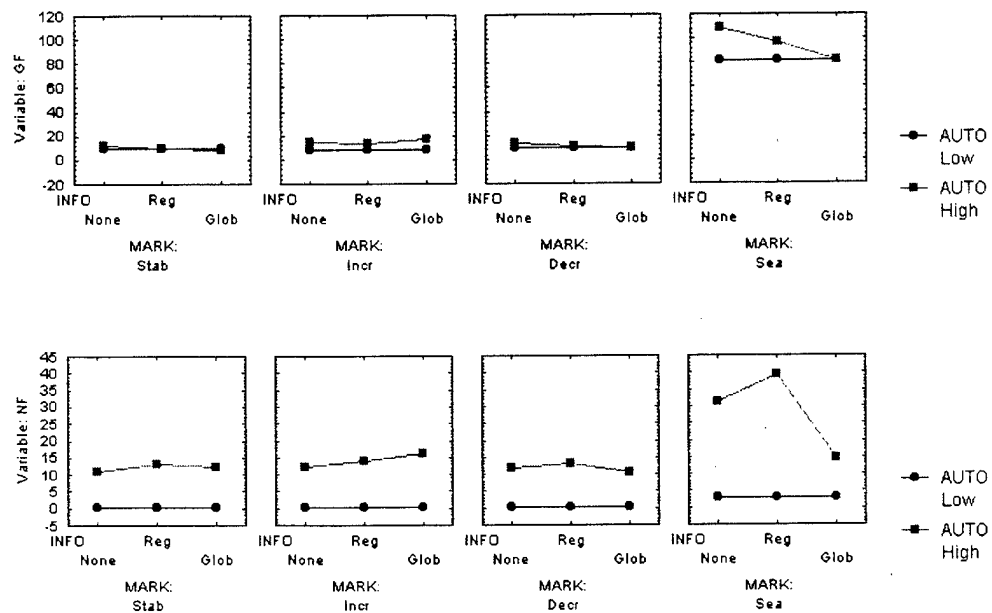 Variable: GF
120
100
80
60
40
20
0
-20
INFO Reg
None Glob
MARK:
Stab
INFO Reg
None Glob
MARK:
Incr
INFO Reg
None Glob
MARK:
Decr
INFO Reg
None Glob
MARK:
Sea
AUTO
Low
AUTO
High
Variable: NF
45
40
35
30
25
20
15
10
5
0
-5
INFO Reg
None Glob
MARK:
Stab
INFO Reg
None Glob
MARK:
Incr
INFO Reg
None Glob
MARK:
Decr
INFO Reg
None Glob
MARK:
Sea
AUTO
Low
AUTO
High